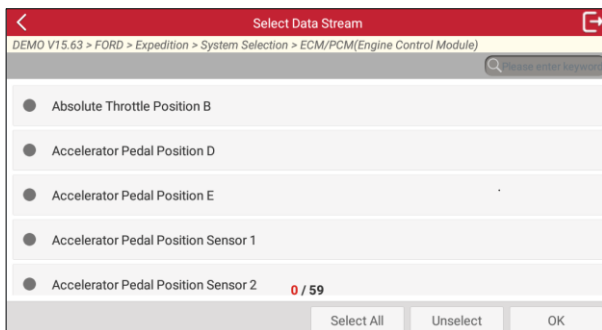 Select Data Stream
DEMO V15.63 > FORD > Expedition > System Selection > ECM/PCM(Engine Control Module)
Please enter keyword
Absolute Throttle Position B
Accelerator Pedal Position D
Accelerator Pedal Position E
Accelerator Pedal Position Sensor 1
Accelerator Pedal Position Sensor 2
0 / 59
Select All Unselect OK